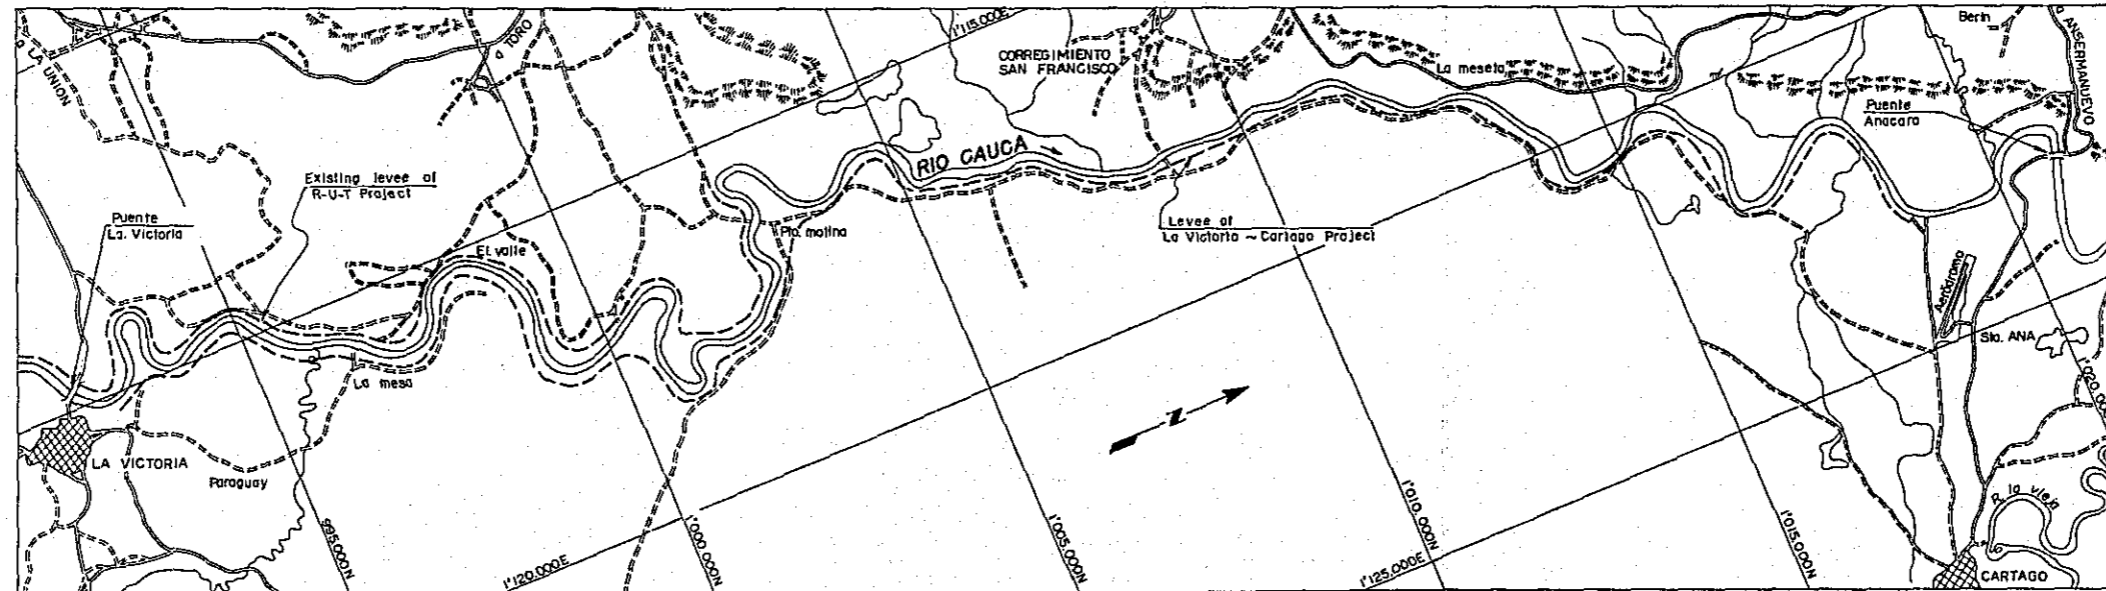 a LA UNION
a TORO
1'115.000E
CORREGIMIENTO
SAN FRANCISCO
La meseta
Berin
a ANSERMANUEVO
Puente
Anacaro
RIO CAUCA
Existing levee of
R-U-T Project
Puente
La. Victoria
El valle
Pto. molina
Levee of
La Victoria ~ Cartago Project
Aeródromo
Sta. ANA
La mesa
N
LA VICTORIA
Paraguay
995.000N
1'000.000N
1'005.000N
1'010.000N
1'015.000N
1'020.00
1'120.000E
1'125.000E
R. la vieja
CARTAGO